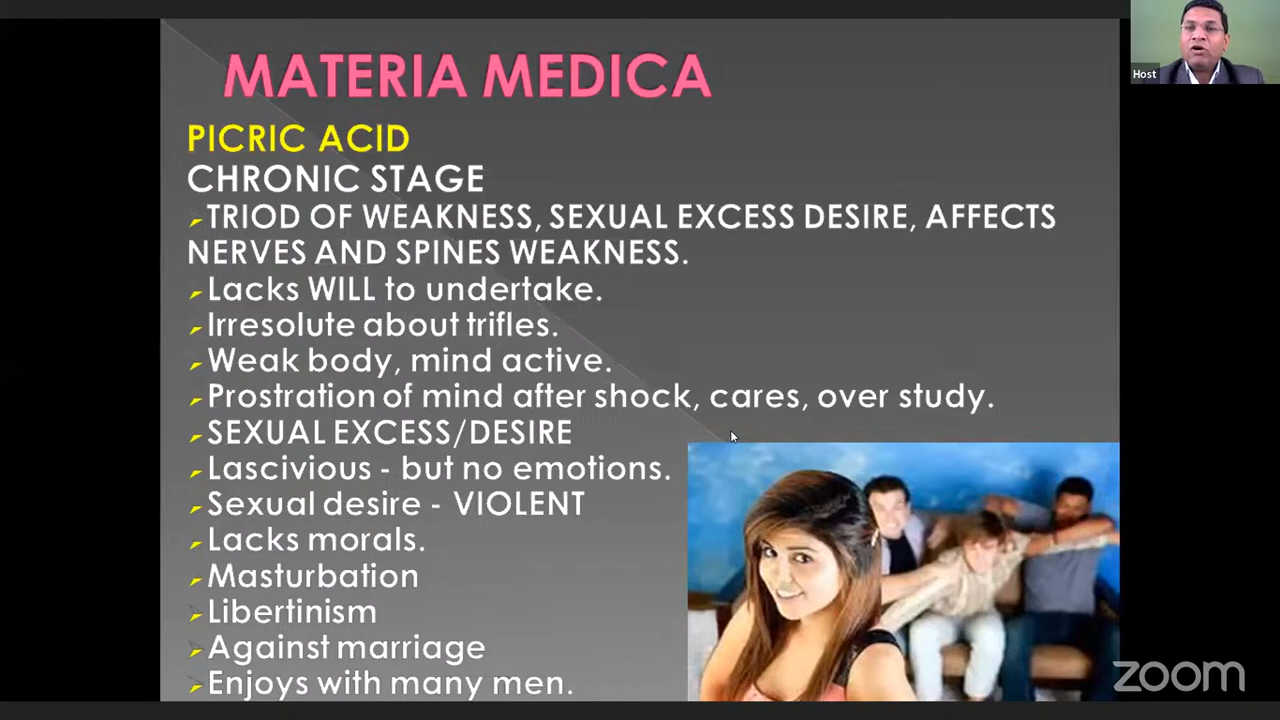 MATERIA MEDICA
Host
PICRIC ACID
CHRONIC STAGE
TRIOD OF WEAKNESS, SEXUAL EXCESS DESIRE, AFFECTS
NERVES AND SPINES WEAKNESS.
Lacks WILL to undertake.
Irresolute about trifles.
Weak body, mind active.
Prostration of mind after shock, cares, over study.
SEXUAL EXCESS/DESIRE
Lascivious - but no emotions.
Sexual desire - VIOLENT
Lacks morals.
Masturbation
Libertinism
Against marriage
Enjoys with many men.
zoom